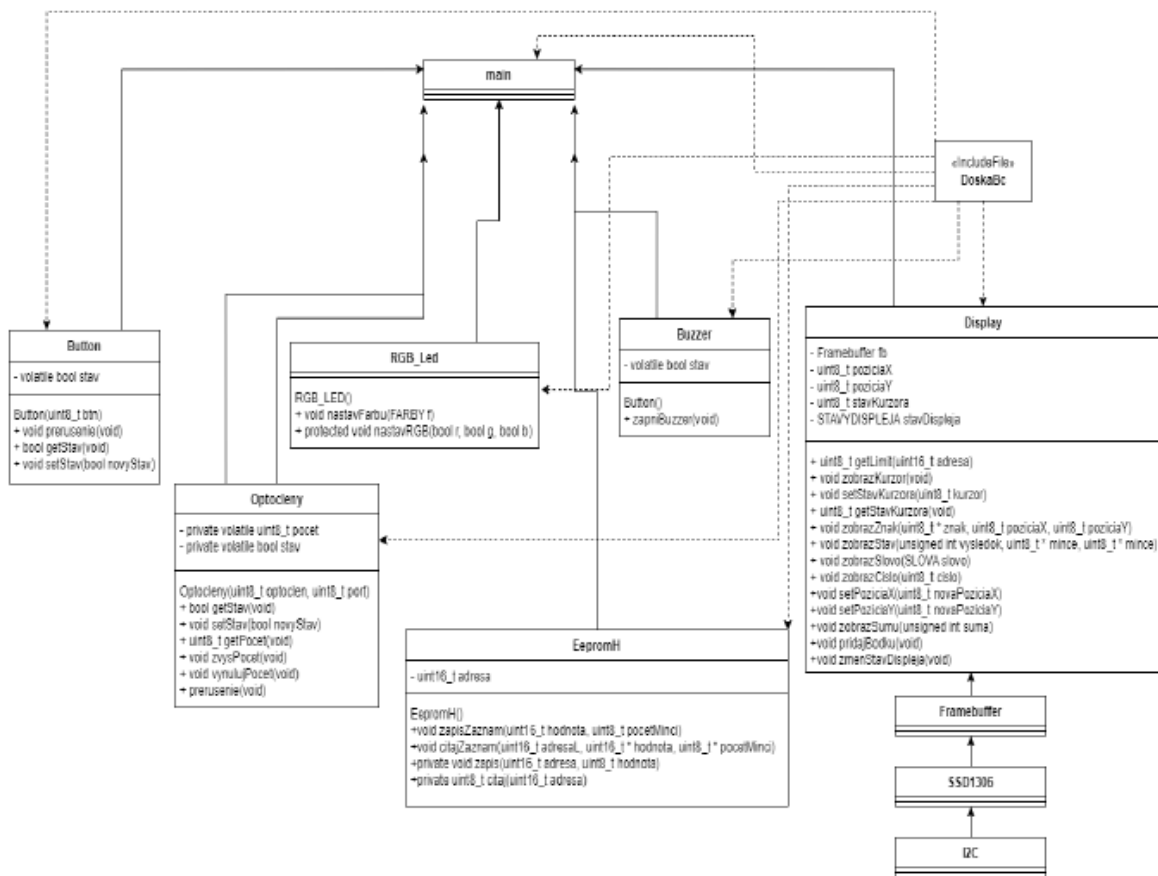 main
«IncludeFile»
DoskaBc
Button
- volatile bool stav
Button(uint8_t btn)
+ void prerusenie(void)
+ bool getStav(void)
+ void setStav(bool novyStav)
RGB_Led
RGB_LED()
+ void nastavFarbu(FARBY f)
+ protected void nastavRGB(bool r, bool g, bool b)
Buzzer
- volatile bool stav
Button()
+ zapniBuzzer(void)
Display
- Framebuffer fb
- uint8_t poziciaX
- uint8_t poziciaY
- uint8_t stavKurzora
- STAVYDISPLEJA stavDispleja
+ uint8_t getLimit(uint16_t adresa)
+ void zobrazKurzor(void)
+ void setStavKurzora(uint8_t kurzor)
+ uint8_t getStavKurzora(void)
+ void zobrazZnak(uint8_t * znak, uint8_t poziciaX, uint8_t poziciaY)
+ void zobrazStav(unsigned int vysledok, uint8_t * mince, uint8_t * mince)
+ void zobrazSlovo(SLOVA slovo)
+ void zobrazCislo(uint8_t cislo)
+void setPoziciaX(uint8_t novaPoziciaX)
+void setPoziciaY(uint8_t novaPoziciaY)
+void zobrazSumu(unsigned int suma)
+void pridajBodku(void)
+void zmenStavDispleja(void)
Optocleny
- private volatile uint8_t pocet
- private volatile bool stav
Optocleny(uint8_t optoclen, uint8_t port)
+ bool getStav(void)
+ void setStav(bool novyStav)
+ uint8_t getPocet(void)
+ void zvysPocet(void)
+ void vynulujPocet(void)
+ prerusenie(void)
EepromH
- uint16_t adresa
EepromH()
+void zapisZaznam(uint16_t hodnota, uint8_t pocetMinci)
+void citajZaznam(uint16_t adresaL, uint16_t * hodnota, uint8_t * pocetMinci)
+private void zapis(uint16_t adresa, uint8_t hodnota)
+private uint8_t citaj(uint16_t adresa)
Framebuffer
SSD1306
I2C